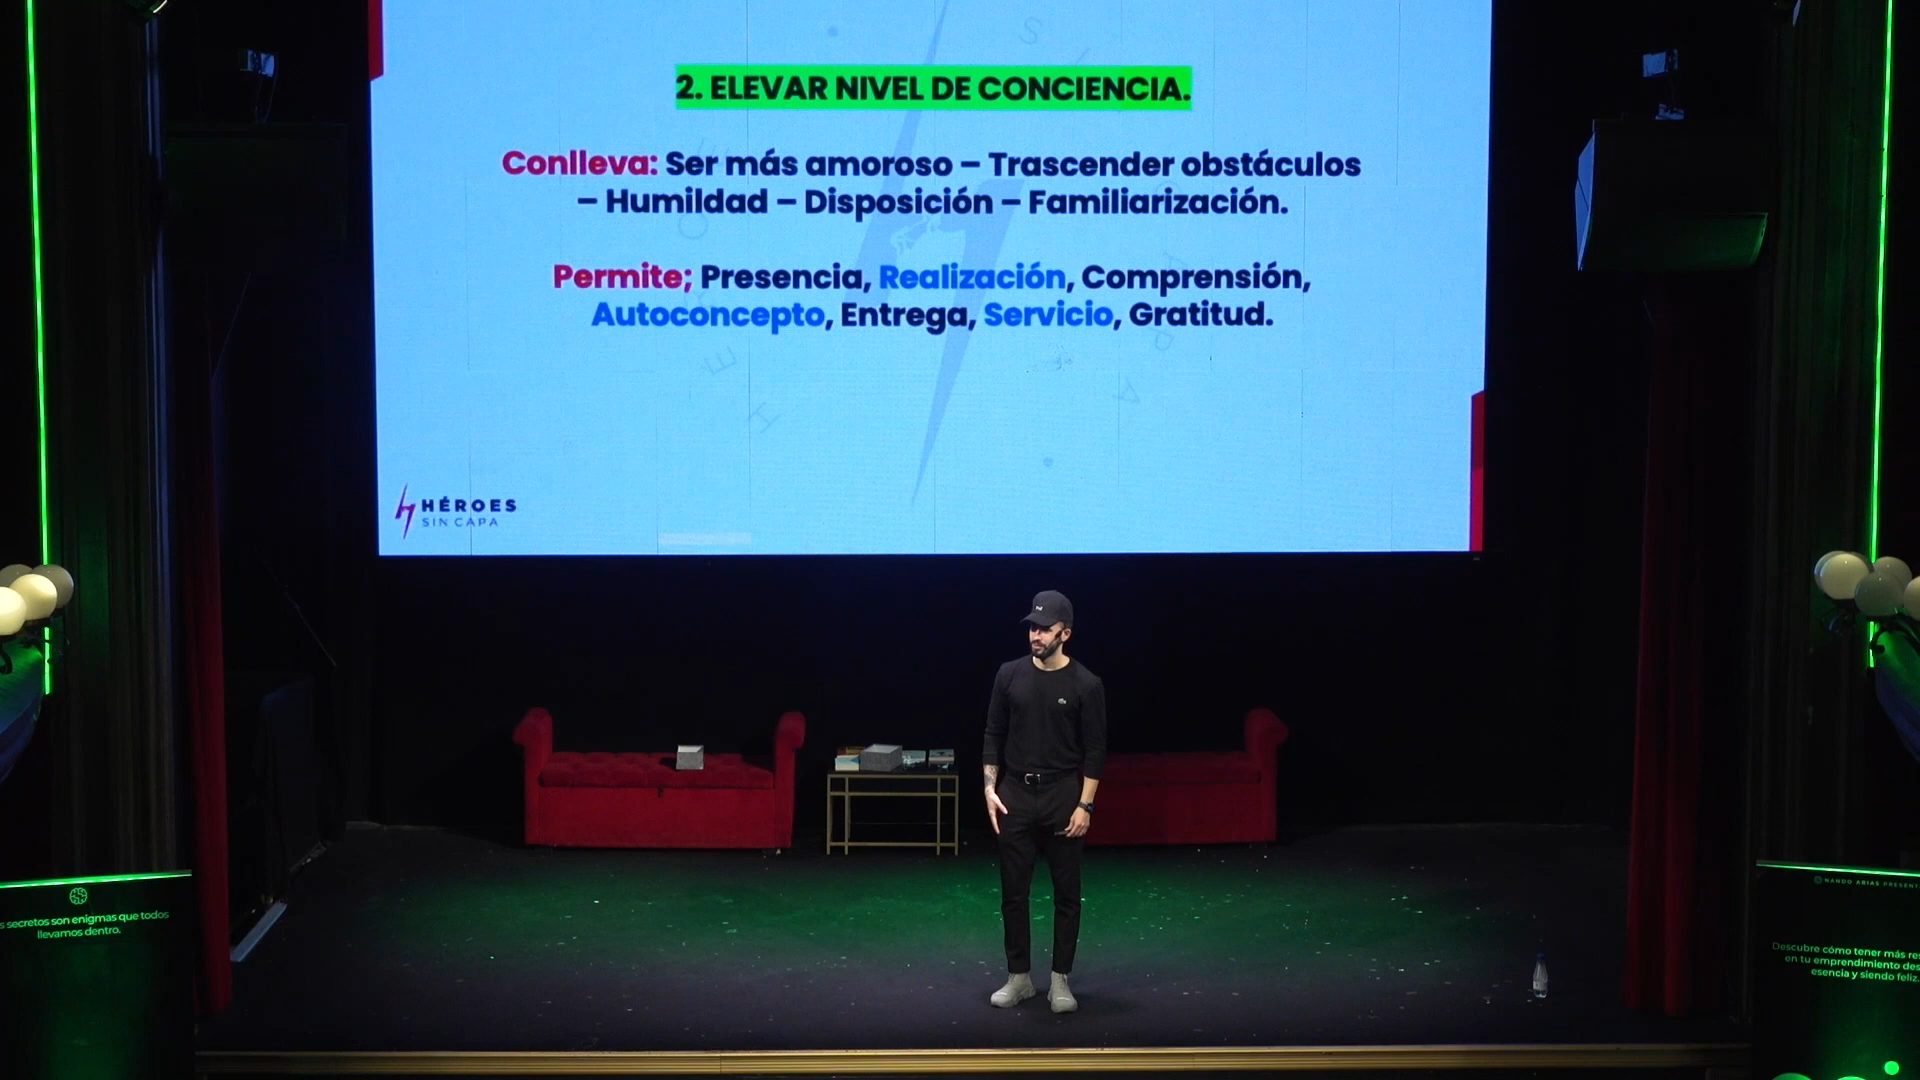 2. ELEVAR NIVEL DE CONCIENCIA.
Conlleva: Ser más amoroso – Trascender obstáculos
– Humildad – Disposición – Familiarización.
Permite; Presencia, Realización, Comprensión,
Autoconcepto, Entrega, Servicio, Gratitud.
HÉROES
SIN CAPA
secretos son enigmas que todos
llevamos dentro.
NANDO ARIAS
Descubre cómo tener más
en tu emprendimiento
esencia y siendo feliz.